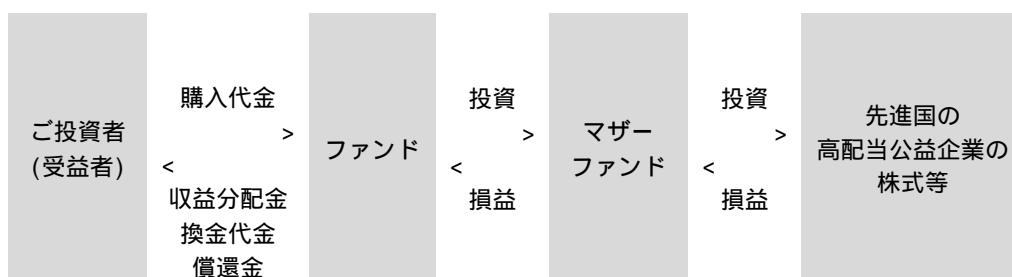 ご投資者
(受益者)
購入代金
>
<
収益分配金
換金代金
償還金
ファンド
投資
>
<
損益
マザー
ファンド
投資
>
<
損益
先進国の
高配当公益企業の
株式等